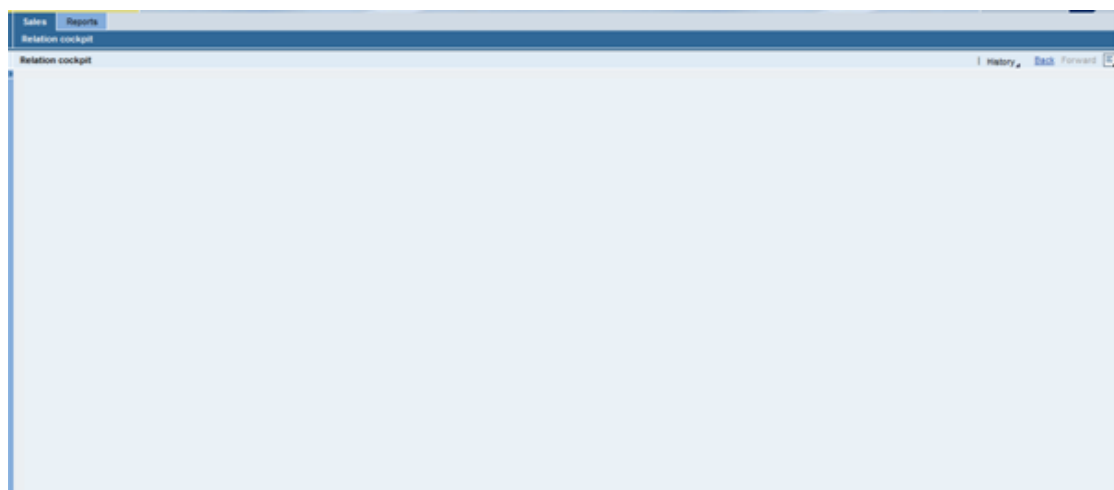 Sales Reports
Relation cockpit
Relation cockpit | History Back Forward